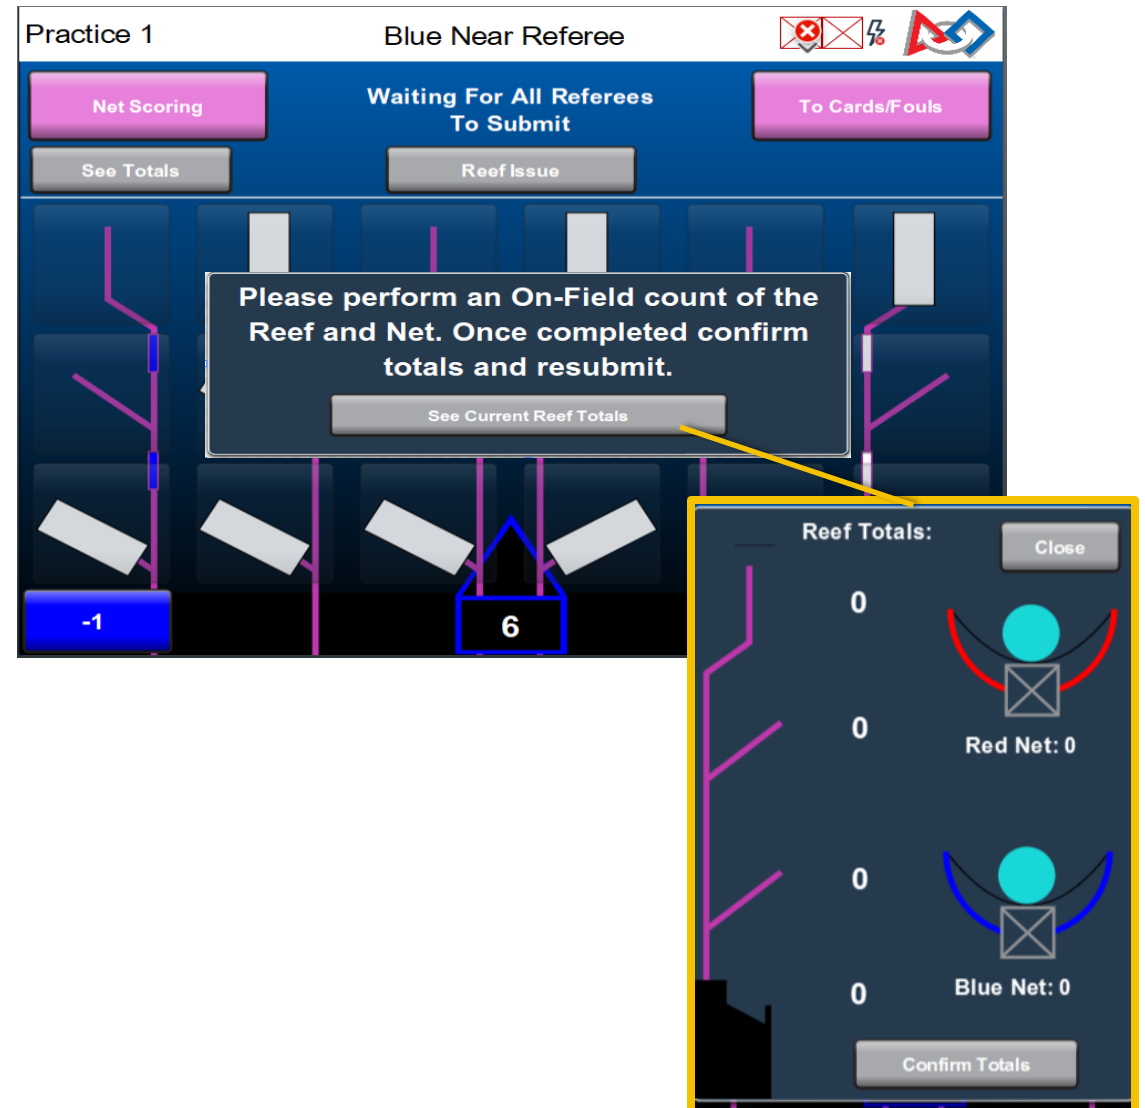 Practice 1
Blue Near Referee
Net Scoring
Waiting For All Referees
To Submit
To Cards/Fouls
See Totals
Reef Issue
Please perform an On-Field count of the
Reef and Net. Once completed confirm
totals and resubmit.
See Current Reef Totals
-1
6
Reef Totals:
Close
0
0
Red Net: 0
0
0
Blue Net: 0
Confirm Totals